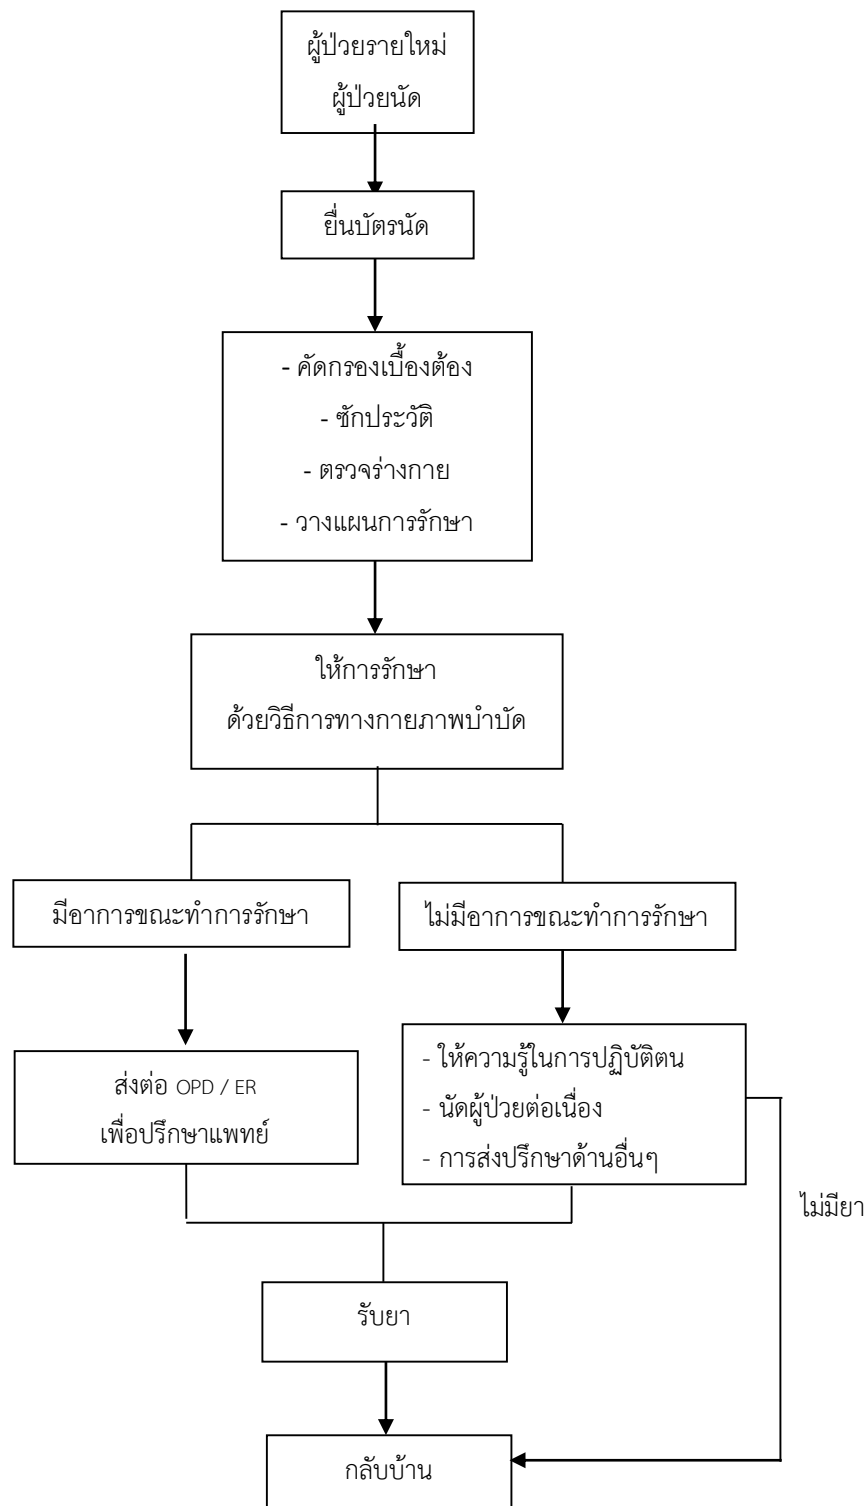 ผู้ป่วยรายใหม่
ผู้ป่วยนัด
ยื่นบัตรนัด
- คัดกรองเบื้องต้น
- ซักประวัติ
- ตรวจร่างกาย
- วางแผนการรักษา
ให้การรักษา
ด้วยวิธีการทางกายภาพบำบัด
มีอาการขณะทำการรักษา
ไม่มีอาการขณะทำการรักษา
ส่งต่อ OPD / ER
เพื่อปรึกษาแพทย์
- ให้ความรู้ในการปฏิบัติตน
- นัดผู้ป่วยต่อเนื่อง
- การส่งปรึกษาด้านอื่นๆ
ไม่มียา
รับยา
กลับบ้าน